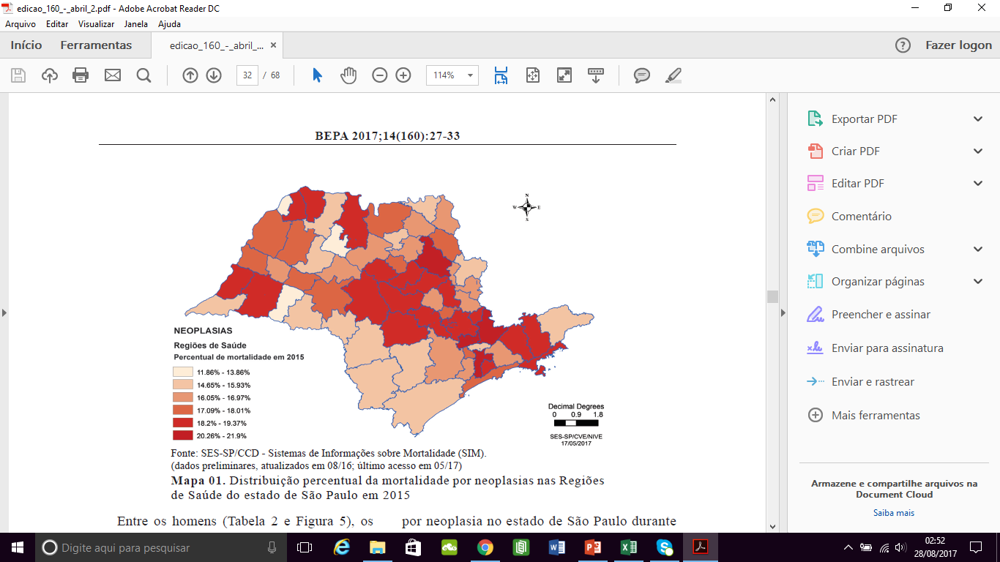 edicao_160_-_abril_2.pdf - Adobe Acrobat Reader DC
Arquivo Editar Visualizar Janela Ajuda
Início Ferramentas edicao_160_-_abril_... × Fazer logon
32 / 68 114%
BEPA 2017;14(160):27-33
N
W E
S
NEOPLASIAS
Regiões de Saúde
Percentual de mortalidade em 2015
11.86% - 13.86%
14.65% - 15.93%
16.05% - 16.97%
17.09% - 18.01%
18.2% - 19.37%
20.26% - 21.9%
Decimal Degrees
0 0.9 1.8
SES-SP/CVE/NIVE
17/05/2017
Fonte: SES-SP/CCD - Sistemas de Informações sobre Mortalidade (SIM).
(dados preliminares, atualizados em 08/16; último acesso em 05/17)
Mapa 01. Distribuição percentual da mortalidade por neoplasias nas Regiões
de Saúde do estado de São Paulo em 2015
Entre os homens (Tabela 2 e Figura 5), os
por neoplasia no estado de São Paulo durante
Exportar PDF
Criar PDF
Editar PDF
Comentário
Combine arquivos
Organizar páginas
Preencher e assinar
Enviar para assinatura
Enviar e rastrear
Mais ferramentas
Armazene e compartilhe arquivos na
Document Cloud
Saiba mais
Digite aqui para pesquisar
02:52
28/08/2017